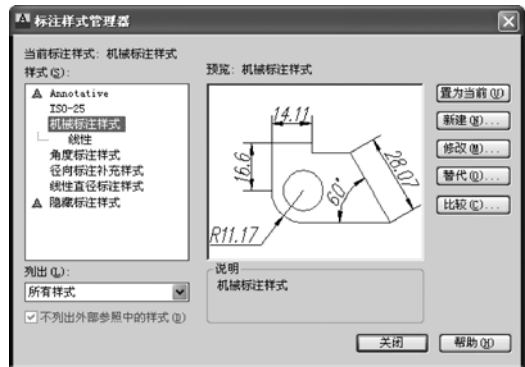 标注样式管理器
当前标注样式: 机械标注样式
样式(S):
Annotative
ISO-25
机械标注样式
线性
角度标注样式
径向标注补充样式
线性直径标注样式
隐藏标注样式
列出(L):
所有样式
不列出外部参照中的样式(D)
预览: 机械标注样式
14.11
16.6
28.07
60°
R11.17
说明
机械标注样式
置为当前(U)
新建(N)...
修改(M)...
替代(O)...
比较(C)...
关闭
帮助(H)